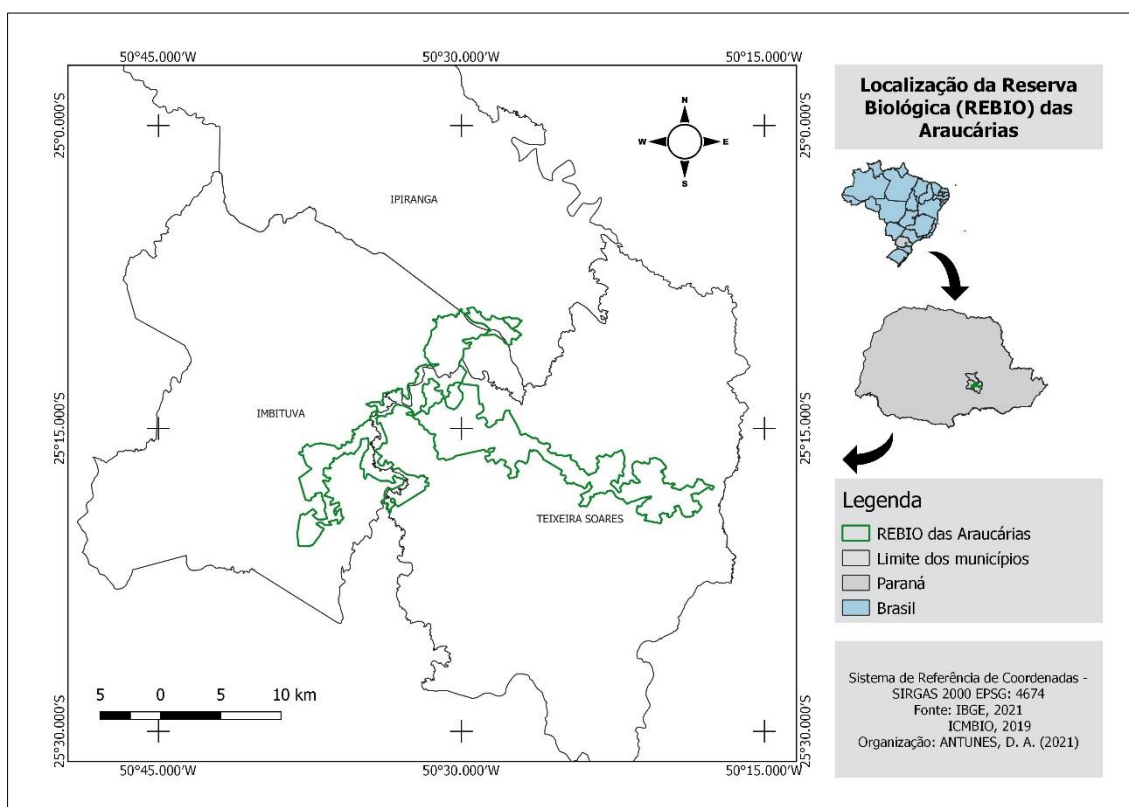 50°45.000'W
50°30.000'W
50°15.000'W
25°0.000'S
25°0.000'S
N
W
E
S
IPIRANGA
IMBITUVA
25°15.000'S
25°15.000'S
TEIXEIRA SOARES
5 0 5 10 km
25°30.000'S
25°30.000'S
50°45.000'W
50°30.000'W
50°15.000'W
Localização da Reserva
Biológica (REBIO) das
Araucárias
Legenda
REBIO das Araucárias
Limite dos municípios
Paraná
Brasil
Sistema de Referência de Coordenadas -
SIRGAS 2000 EPSG: 4674
Fonte: IBGE, 2021
ICMBIO, 2019
Organização: ANTUNES, D. A. (2021)